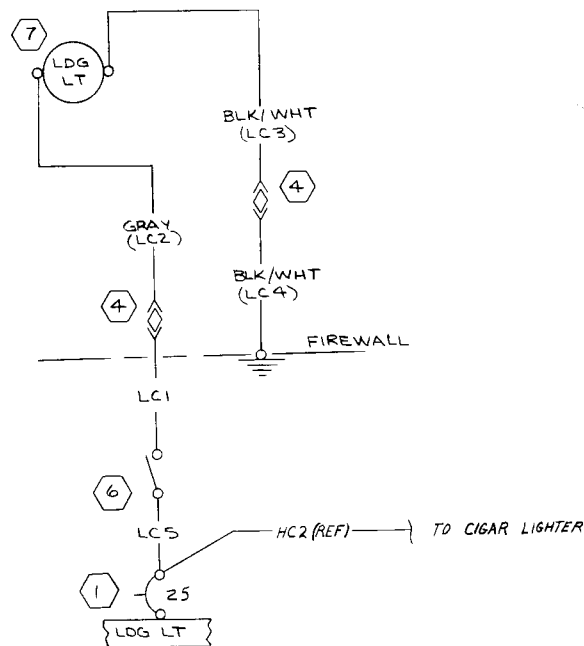 7
LDG
LT
BLK/WHT
(LC3)
4
GRAY
(LC2)
BLK/WHT
(LC4)
4
FIREWALL
LC1
6
LC5
HC2 (REF)
TO CIGAR LIGHTER
1
25
LDG LT